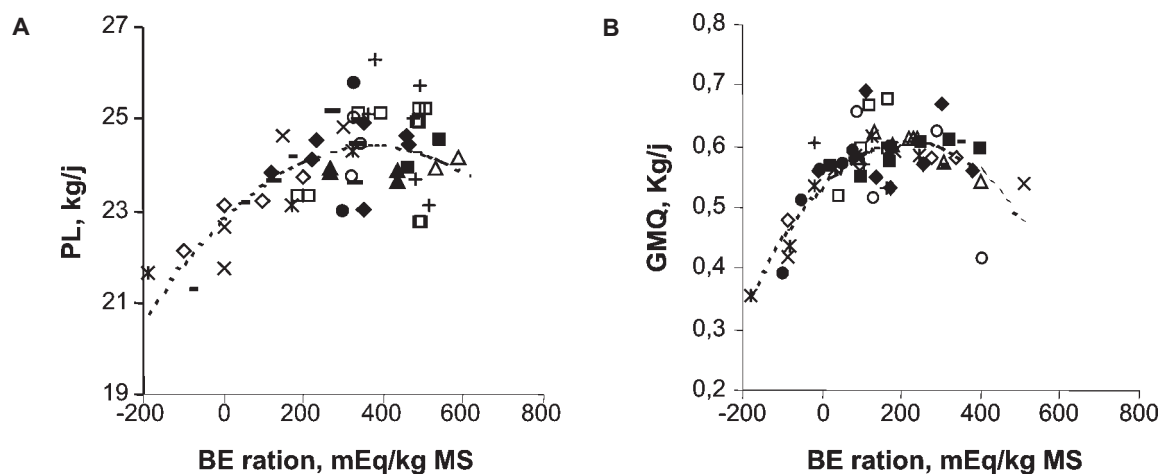 A
PL, kg/j
27
25
23
21
19
-200 0 200 400 600 800
BE ration, mEq/kg MS
B
GMQ, Kg/j
0,8
0,7
0,6
0,5
0,4
0,3
0,2
-200 0 200 400 600 800
BE ration, mEq/kg MS